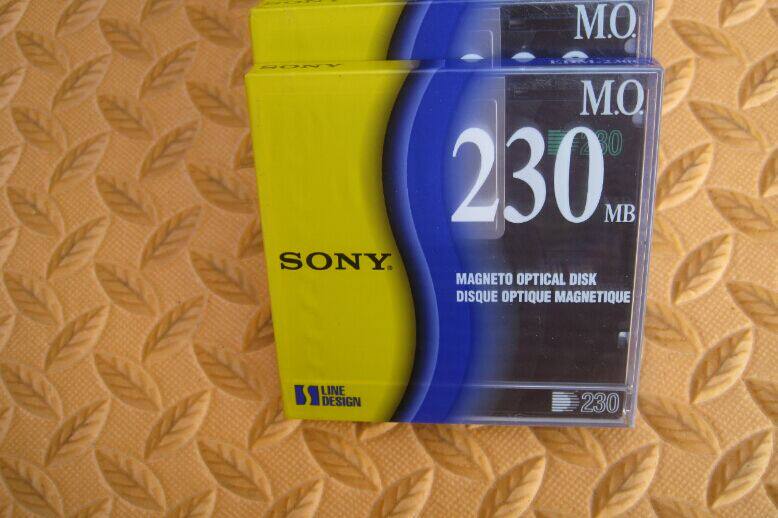 M.O.
SONY
M.O.
230
230 MB
SONY®
MAGNETO OPTICAL DISK
DISQUE OPTIQUE MAGNETIQUE
LINE
DESIGN
230